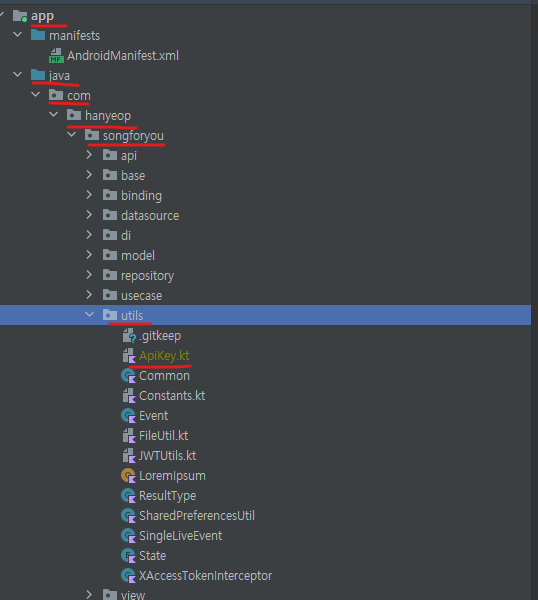 app
manifests
AndroidManifest.xml
java
com
hanyeop
songforyou
api
base
binding
datasource
di
model
repository
usecase
utils
.gitkeep
ApiKey.kt
Common
Constants.kt
Event
FileUtil.kt
JWTUtils.kt
LoremIpsum
ResultType
SharedPreferencesUtil
SingleLiveEvent
State
XAccessTokenInterceptor
view